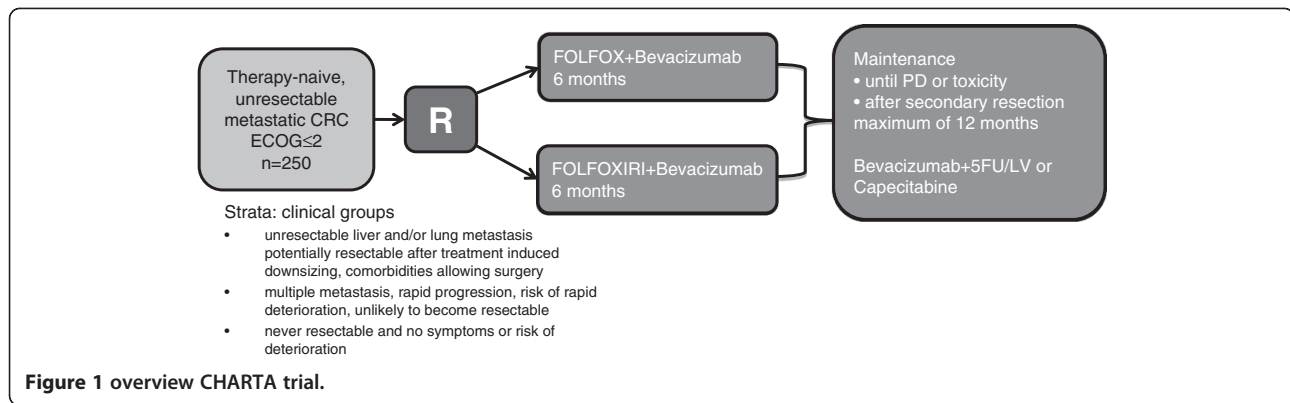 Therapy-naive,
unresectable
metastatic CRC
ECOG≤2
n=250
R
FOLFOX+Bevacizumab
6 months
FOLFOXIRI+Bevacizumab
6 months
Maintenance
• until PD or toxicity
• after secondary resection
maximum of 12 months
Bevacizumab+5FU/LV or
Capecitabine
Strata: clinical groups
• unresectable liver and/or lung metastasis
potentially resectable after treatment induced
downsizing, comorbidities allowing surgery
• multiple metastasis, rapid progression, risk of rapid
deterioration, unlikely to become resectable
• never resectable and no symptoms or risk of
deterioration
Figure 1 overview CHARTA trial.